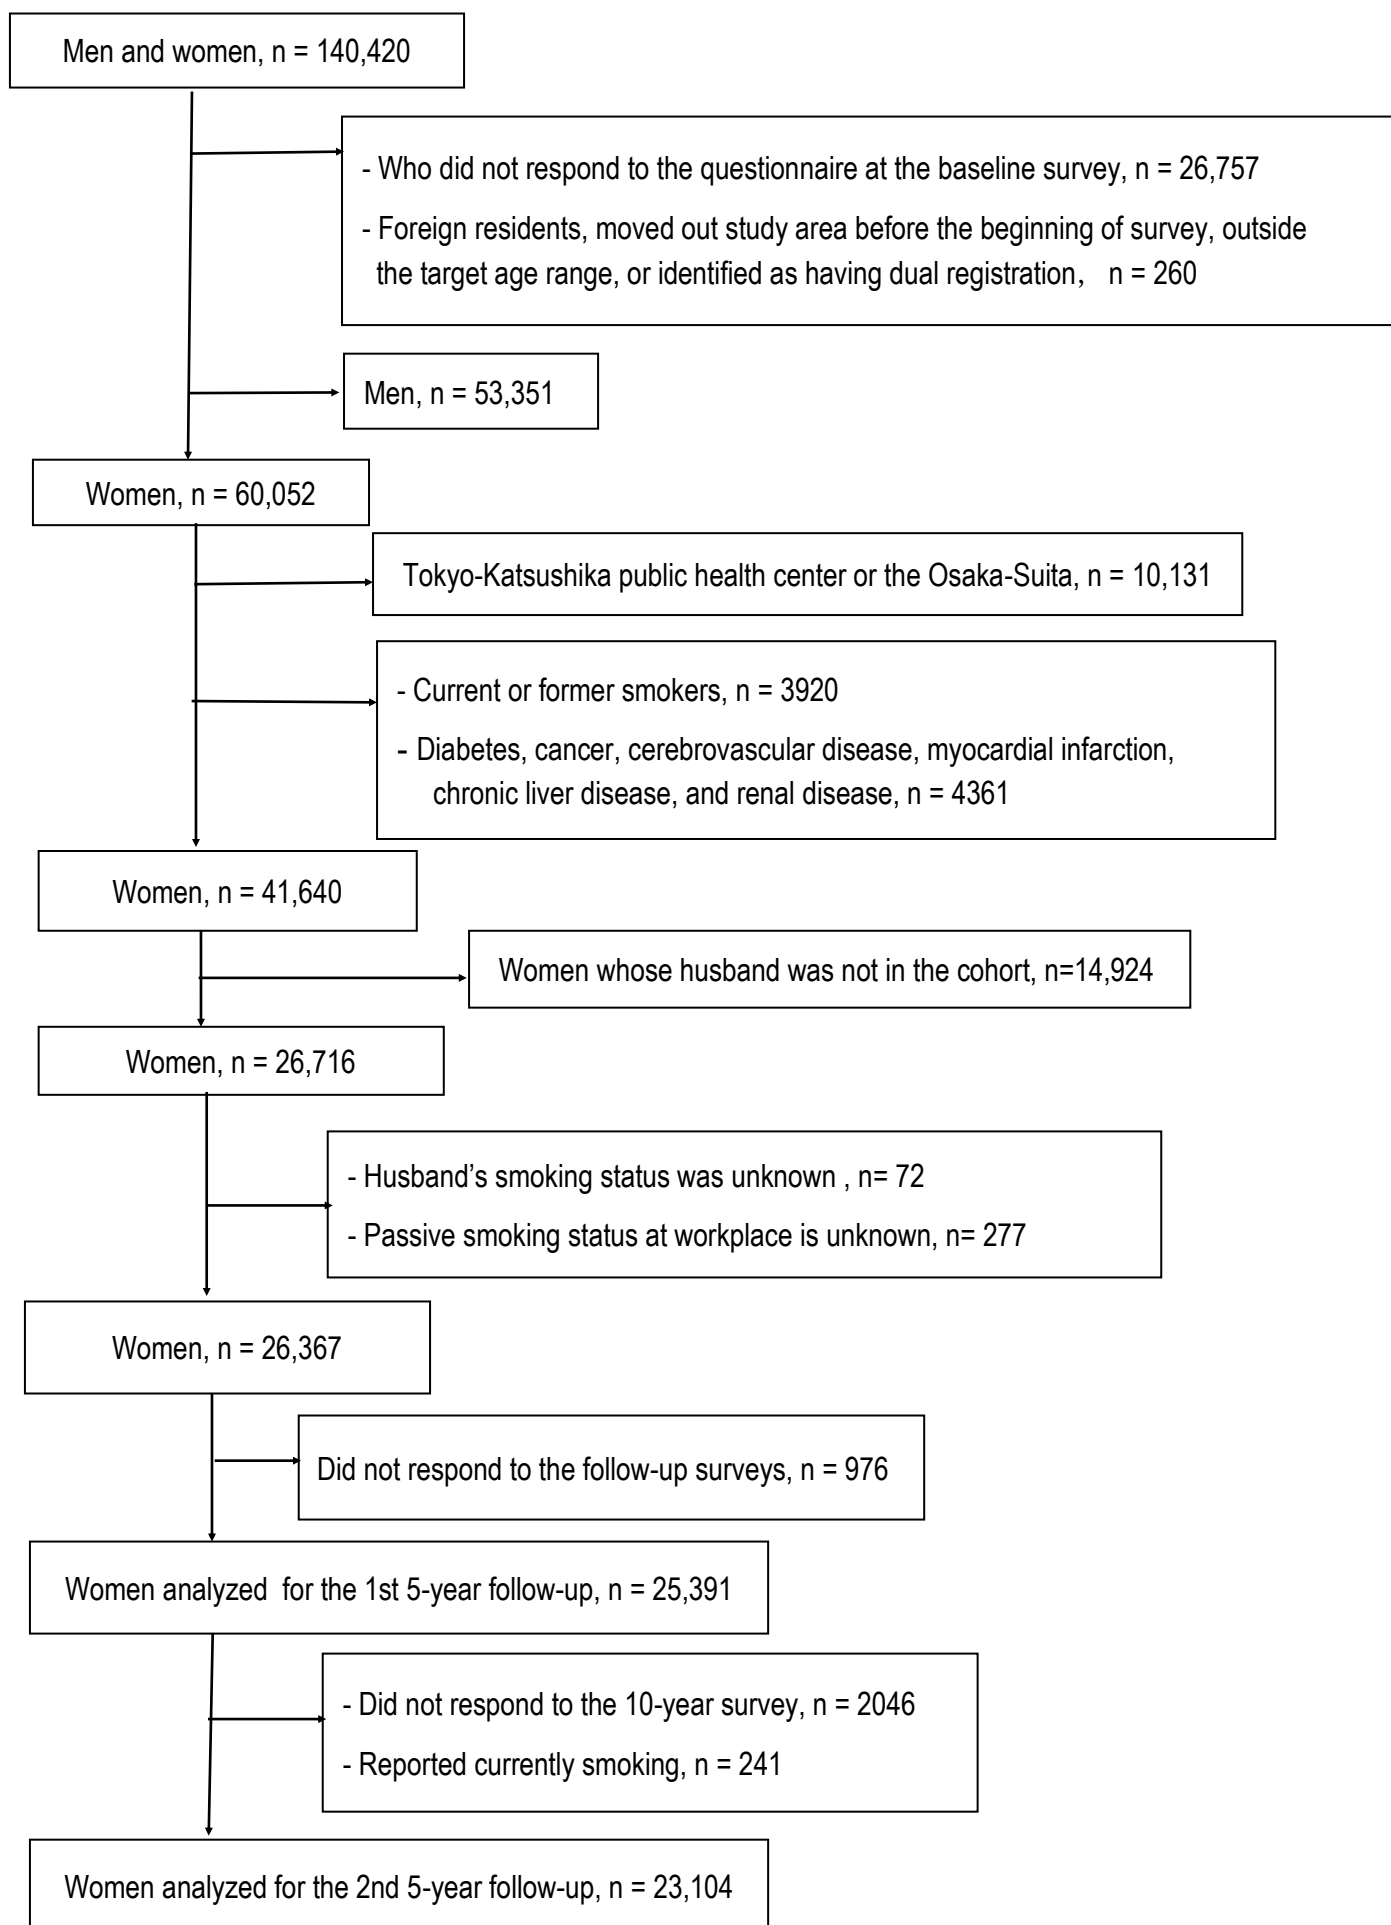 Men and women, n = 140,420
- Who did not respond to the questionnaire at the baseline survey, n = 26,757
- Foreign residents, moved out study area before the beginning of survey, outside
the target age range, or identified as having dual registration,  n = 260
Men, n = 53,351
Women, n = 60,052
Tokyo-Katsushika public health center or the Osaka-Suita, n = 10,131
- Current or former smokers, n = 3920
- Diabetes, cancer, cerebrovascular disease, myocardial infarction,
chronic liver disease, and renal disease, n = 4361
Women, n = 41,640
Women whose husband was not in the cohort, n=14,924
Women, n = 26,716
- Husband’s smoking status was unknown , n= 72
- Passive smoking status at workplace is unknown, n= 277
Women, n = 26,367
Did not respond to the follow-up surveys, n = 976
Women analyzed  for the 1st 5-year follow-up, n = 25,391
- Did not respond to the 10-year survey, n = 2046
- Reported currently smoking, n = 241
Women analyzed for the 2nd 5-year follow-up, n = 23,104